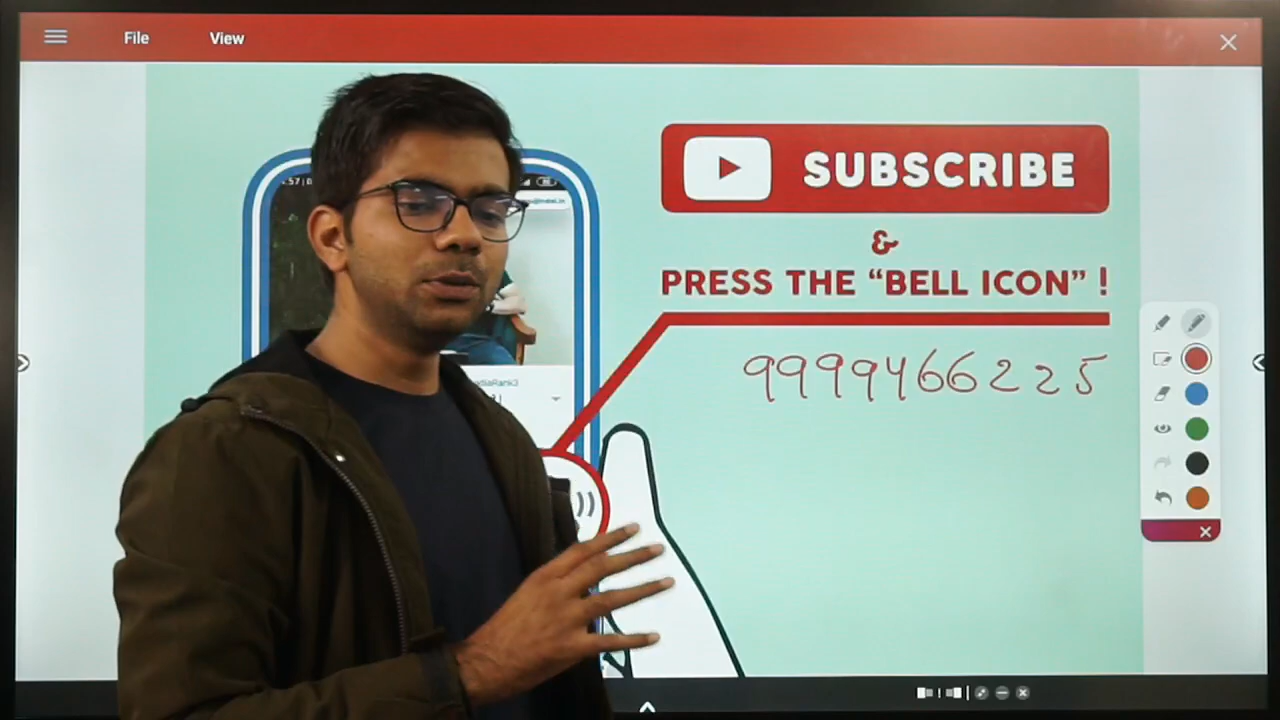 File View
SUBSCRIBE
&
PRESS THE “BELL ICON” !
9999466225